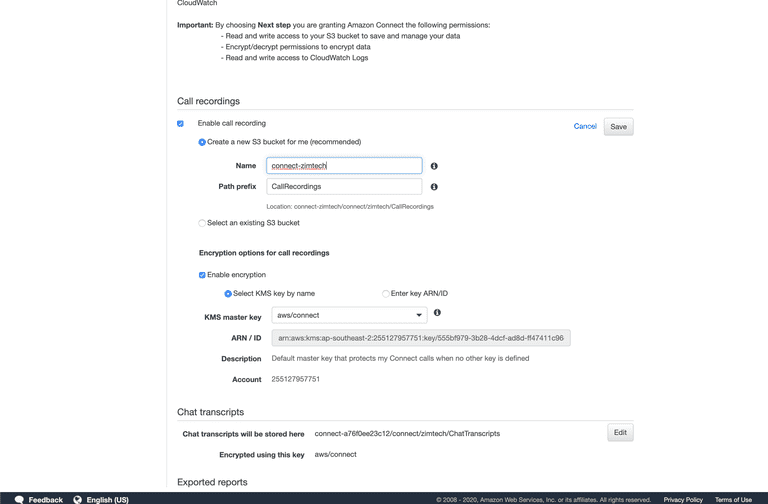 CloudWatch
Important: By choosing Next step you are granting Amazon Connect the following permissions:
- Read and write access to your S3 bucket to save and manage your data
- Encrypt/decrypt permissions to encrypt data
- Read and write access to CloudWatch Logs
Call recordings
Enable call recording
Cancel Save
Create a new S3 bucket for me (recommended)
Name connect-zimtech
Path prefix CallRecordings
Location: connect-zimtech/connect/zimtech/CallRecordings
Select an existing S3 bucket
Encryption options for call recordings
Enable encryption
Select KMS key by name Enter key ARN/ID
KMS master key aws/connect
ARN / ID arn:aws:kms:ap-southeast-2:255127957751:key/555bf979-3b28-4dcf-ad8d-ff47411c96
Description Default master key that protects my Connect calls when no other key is defined
Account 255127957751
Chat transcripts
Chat transcripts will be stored here connect-a76f0ee23c12/connect/zimtech/ChatTranscripts Edit
Encrypted using this key aws/connect
Exported reports
Feedback English (US) © 2008 - 2020, Amazon Web Services, Inc. or its affiliates. All rights reserved. Privacy Policy Terms of Use